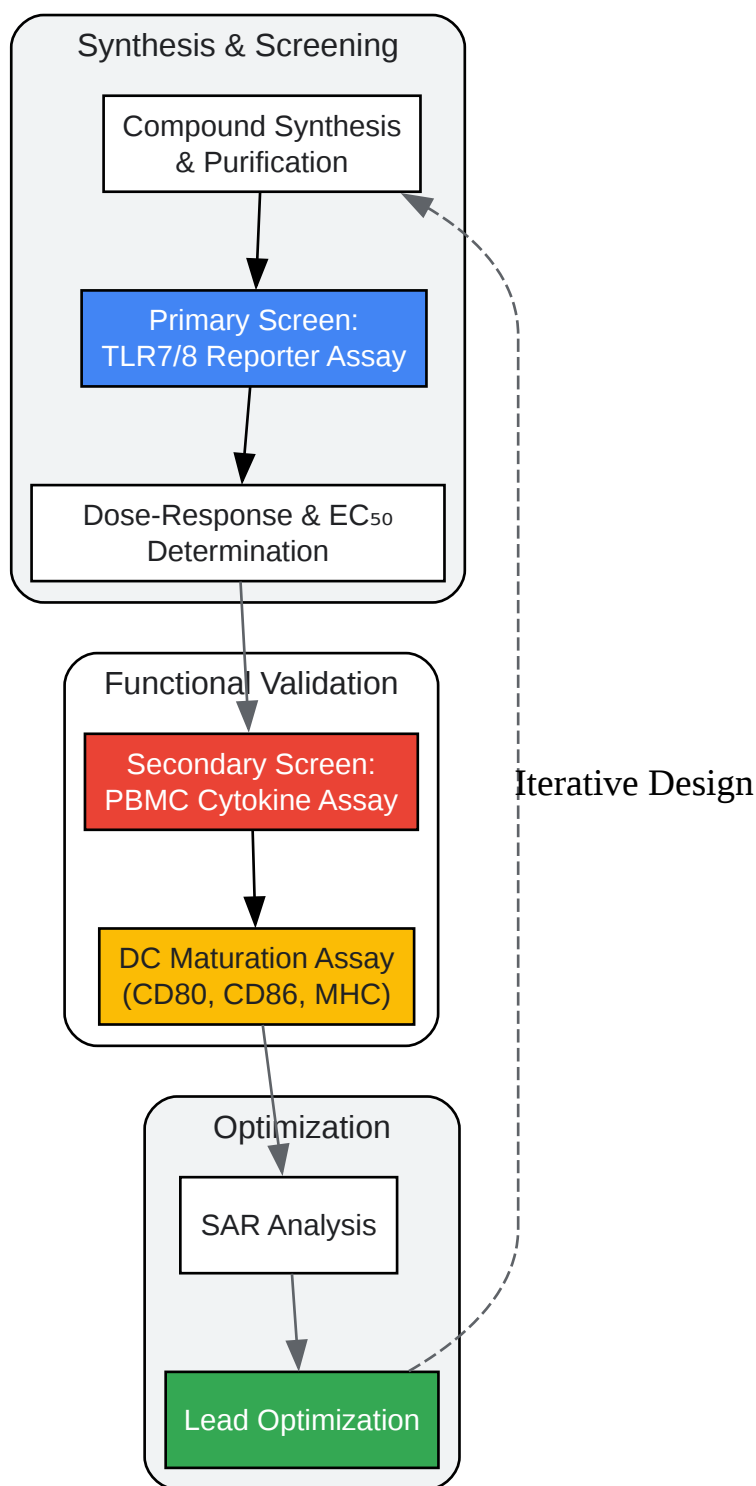 Synthesis & Screening
Compound Synthesis
& Purification
Primary Screen:
TLR7/8 Reporter Assay
Dose-Response & EC₅₀
Determination
Functional Validation
Secondary Screen:
PBMC Cytokine Assay
Iterative Design
DC Maturation Assay
(CD80, CD86, MHC)
Optimization
SAR Analysis
Lead Optimization